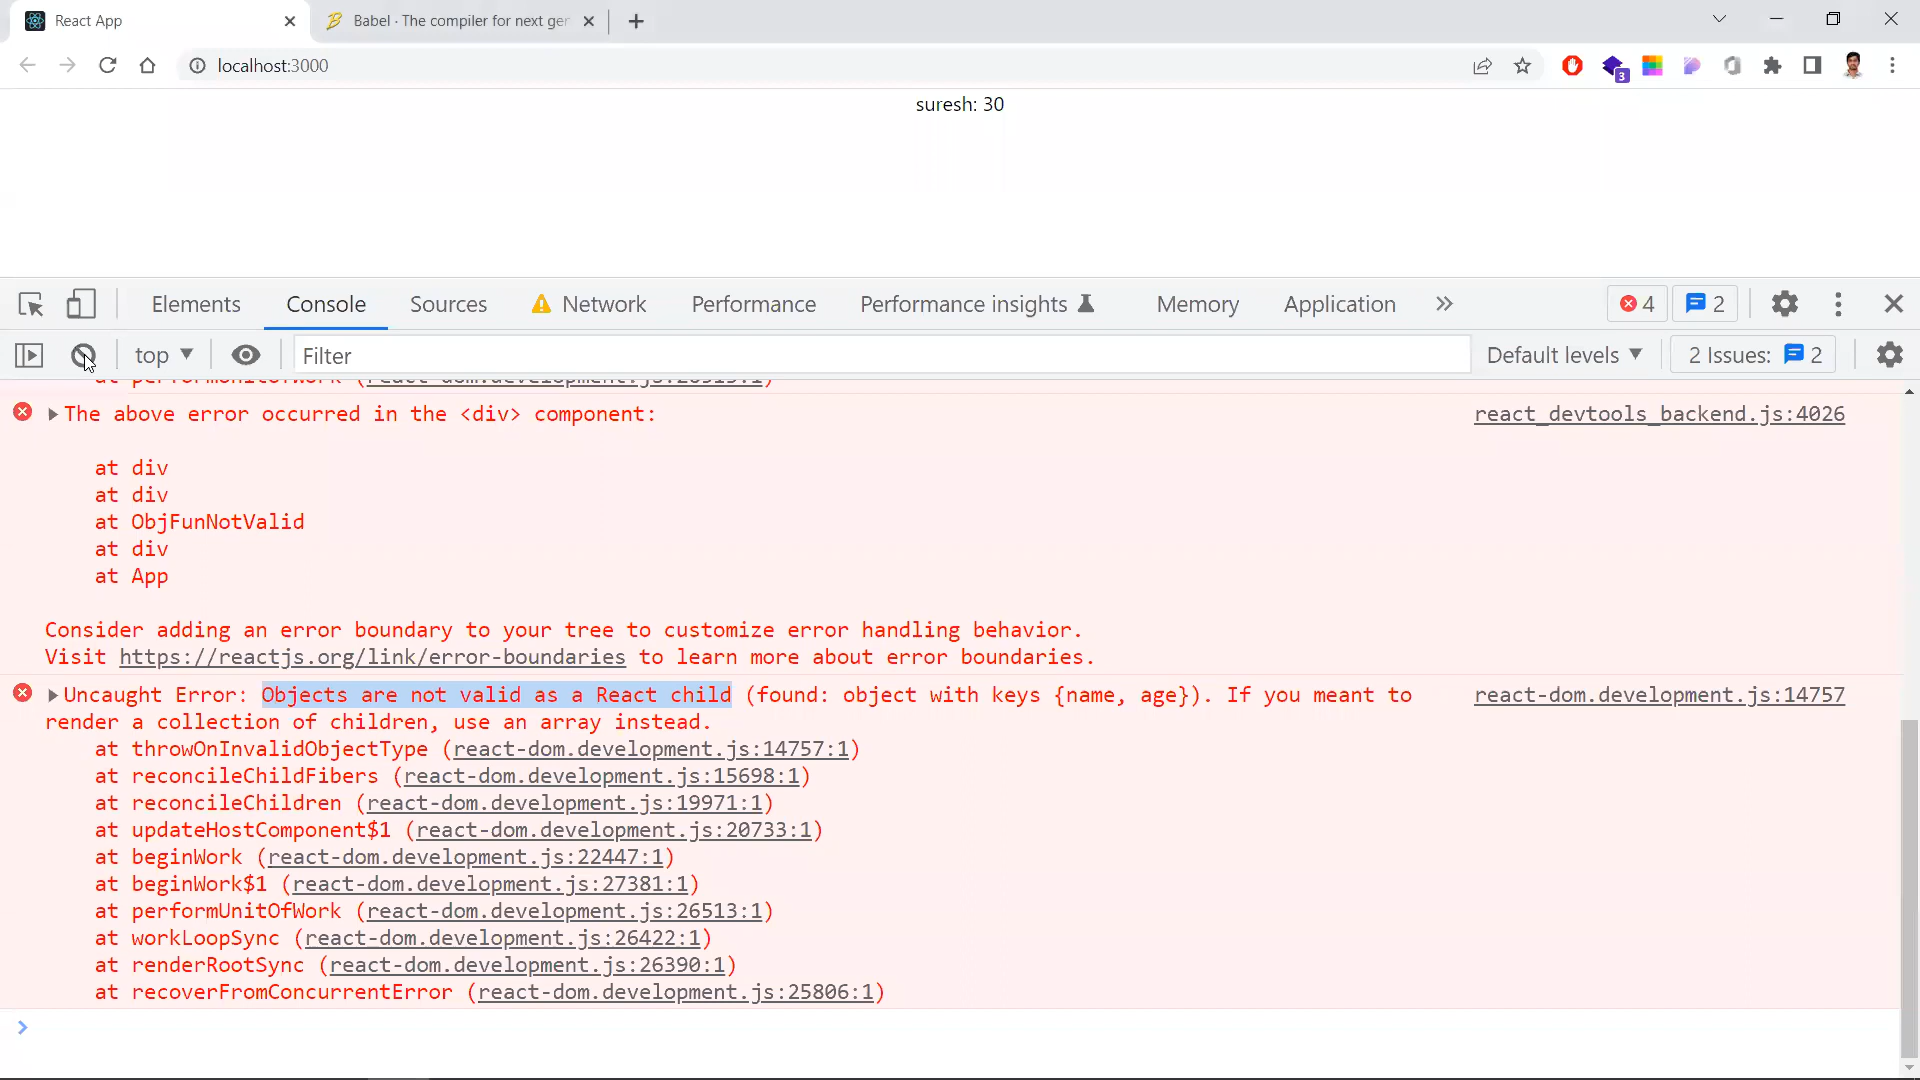 React App
Babel · The compiler for next gen
localhost:3000
3
suresh: 30
Elements Console Sources Network Performance Performance insights Memory Application 4 2
top Filter Default levels 2 Issues: 2
at performUnitOfWork (react-dom.development.js:26513:1)
The above error occurred in the <div> component: react_devtools_backend.js:4026
at div
at div
at ObjFunNotValid
at div
at App
Consider adding an error boundary to your tree to customize error handling behavior.
Visit https://reactjs.org/link/error-boundaries to learn more about error boundaries.
Uncaught Error: Objects are not valid as a React child (found: object with keys {name, age}). If you meant to react-dom.development.js:14757
render a collection of children, use an array instead.
at throwOnInvalidObjectType (react-dom.development.js:14757:1)
at reconcileChildFibers (react-dom.development.js:15698:1)
at reconcileChildren (react-dom.development.js:19971:1)
at updateHostComponent$1 (react-dom.development.js:20733:1)
at beginWork (react-dom.development.js:22447:1)
at beginWork$1 (react-dom.development.js:27381:1)
at performUnitOfWork (react-dom.development.js:26513:1)
at workLoopSync (react-dom.development.js:26422:1)
at renderRootSync (react-dom.development.js:26390:1)
at recoverFromConcurrentError (react-dom.development.js:25806:1)